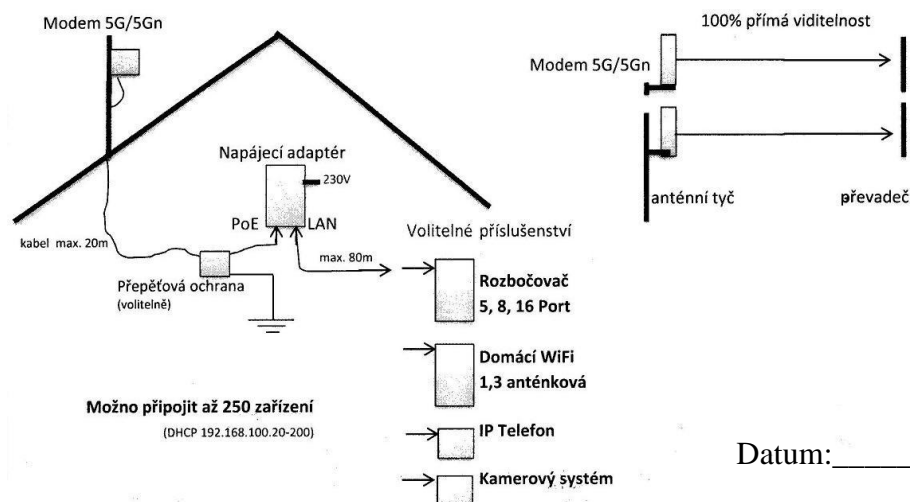 Modem 5G/5Gn
100% přímá viditelnost
Modem 5G/5Gn
anténní tyč
převadeč
Napájecí adaptér
230V
PoE
LAN
kabel max. 20m
max. 80m
Přepěťová ochrana
(volitelně)
Volitelné příslušenství
Rozbočovač
5, 8, 16 Port
Domácí WiFi
1,3 anténková
IP Telefon
Kamerový systém
Možno připojit až 250 zařízení
(DHCP 192.168.100.20-200)
Datum:_____